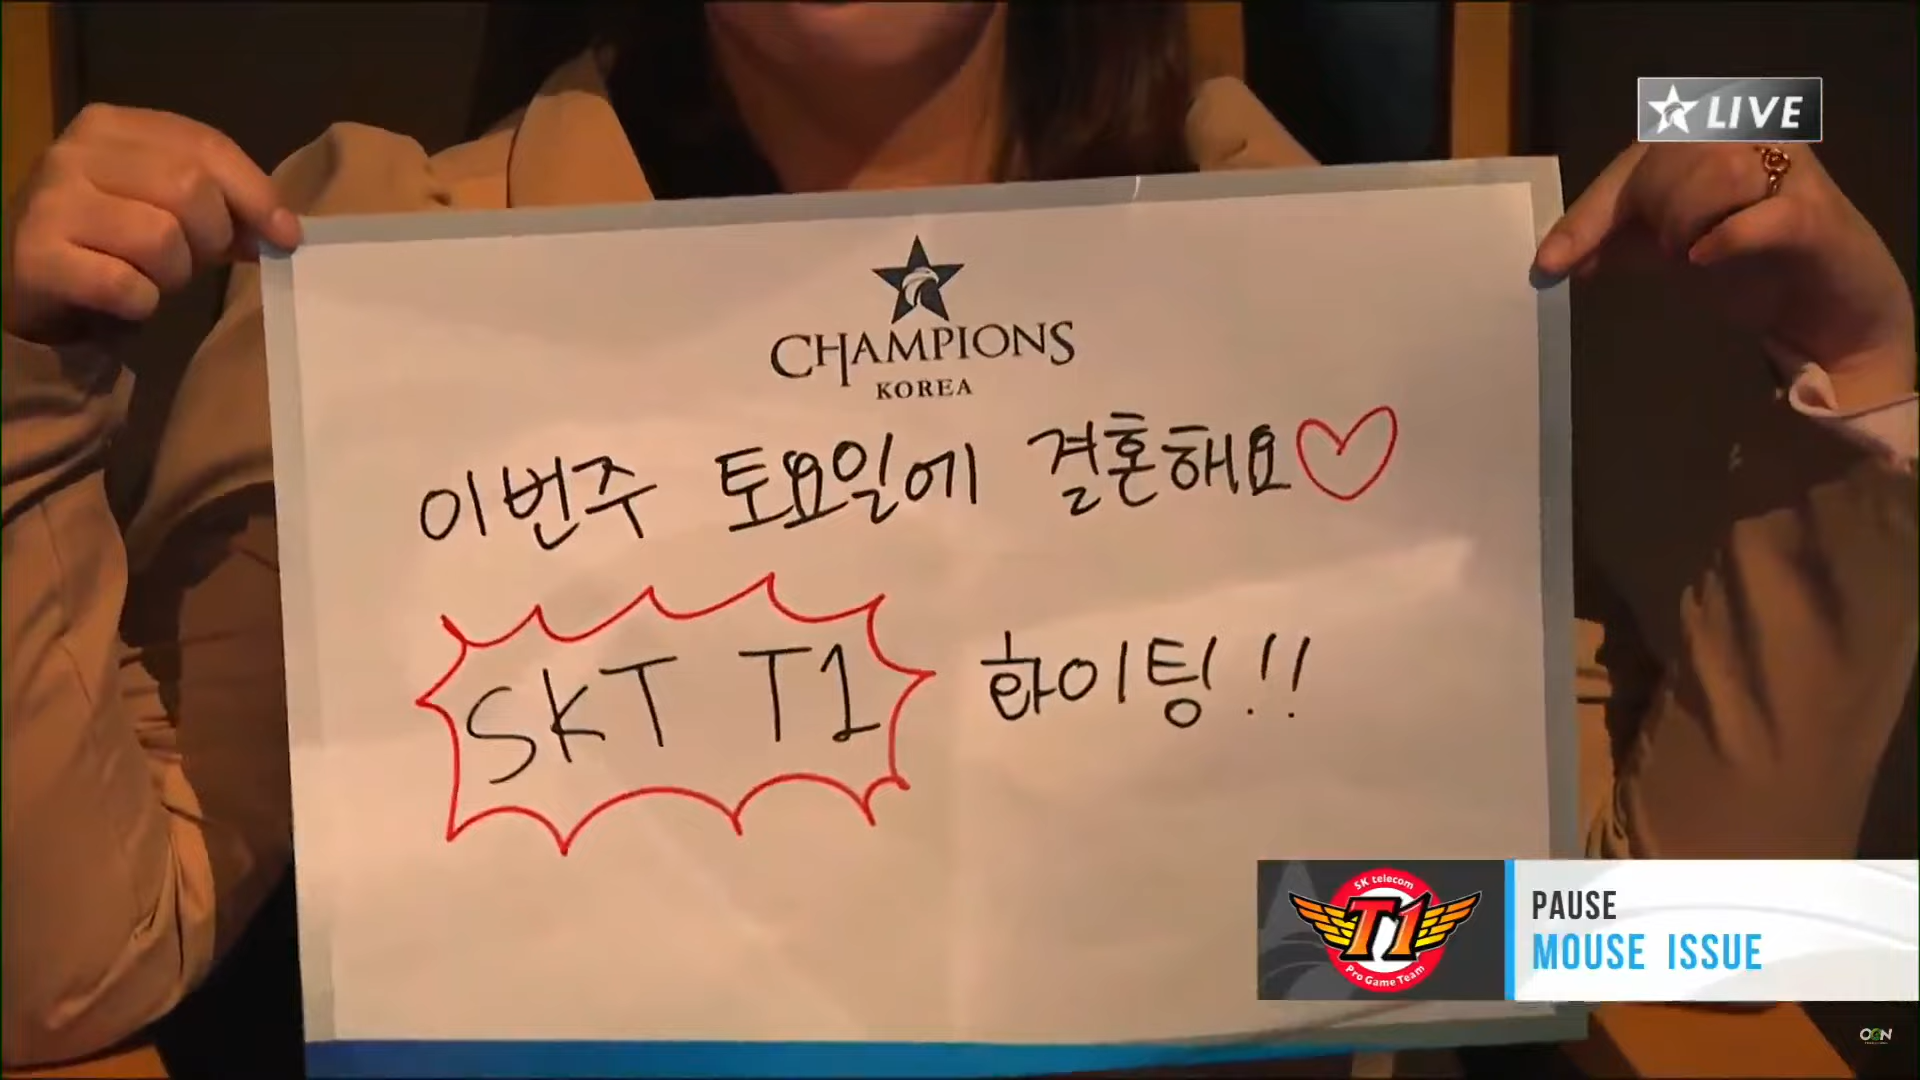 LIVE
CHAMPIONS
KOREA
이번주 토요일에 결혼해요
SKT T1 화이팅!!
SK telecom
T1
Pro Game Team
PAUSE
MOUSE ISSUE
OGN